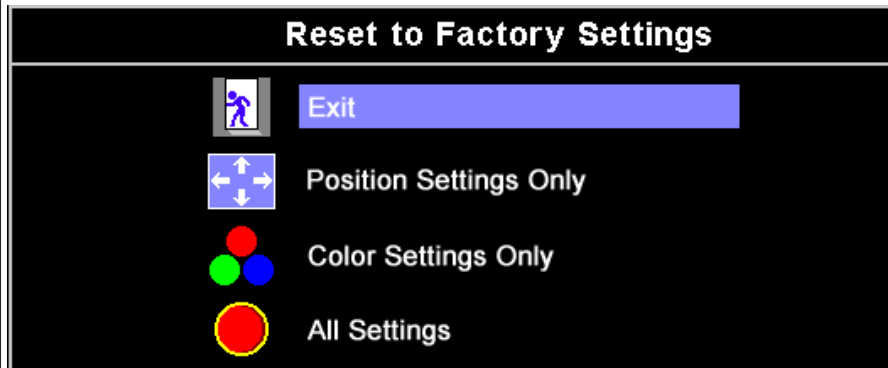 Reset to Factory Settings
Exit
Position Settings Only
Color Settings Only
All Settings